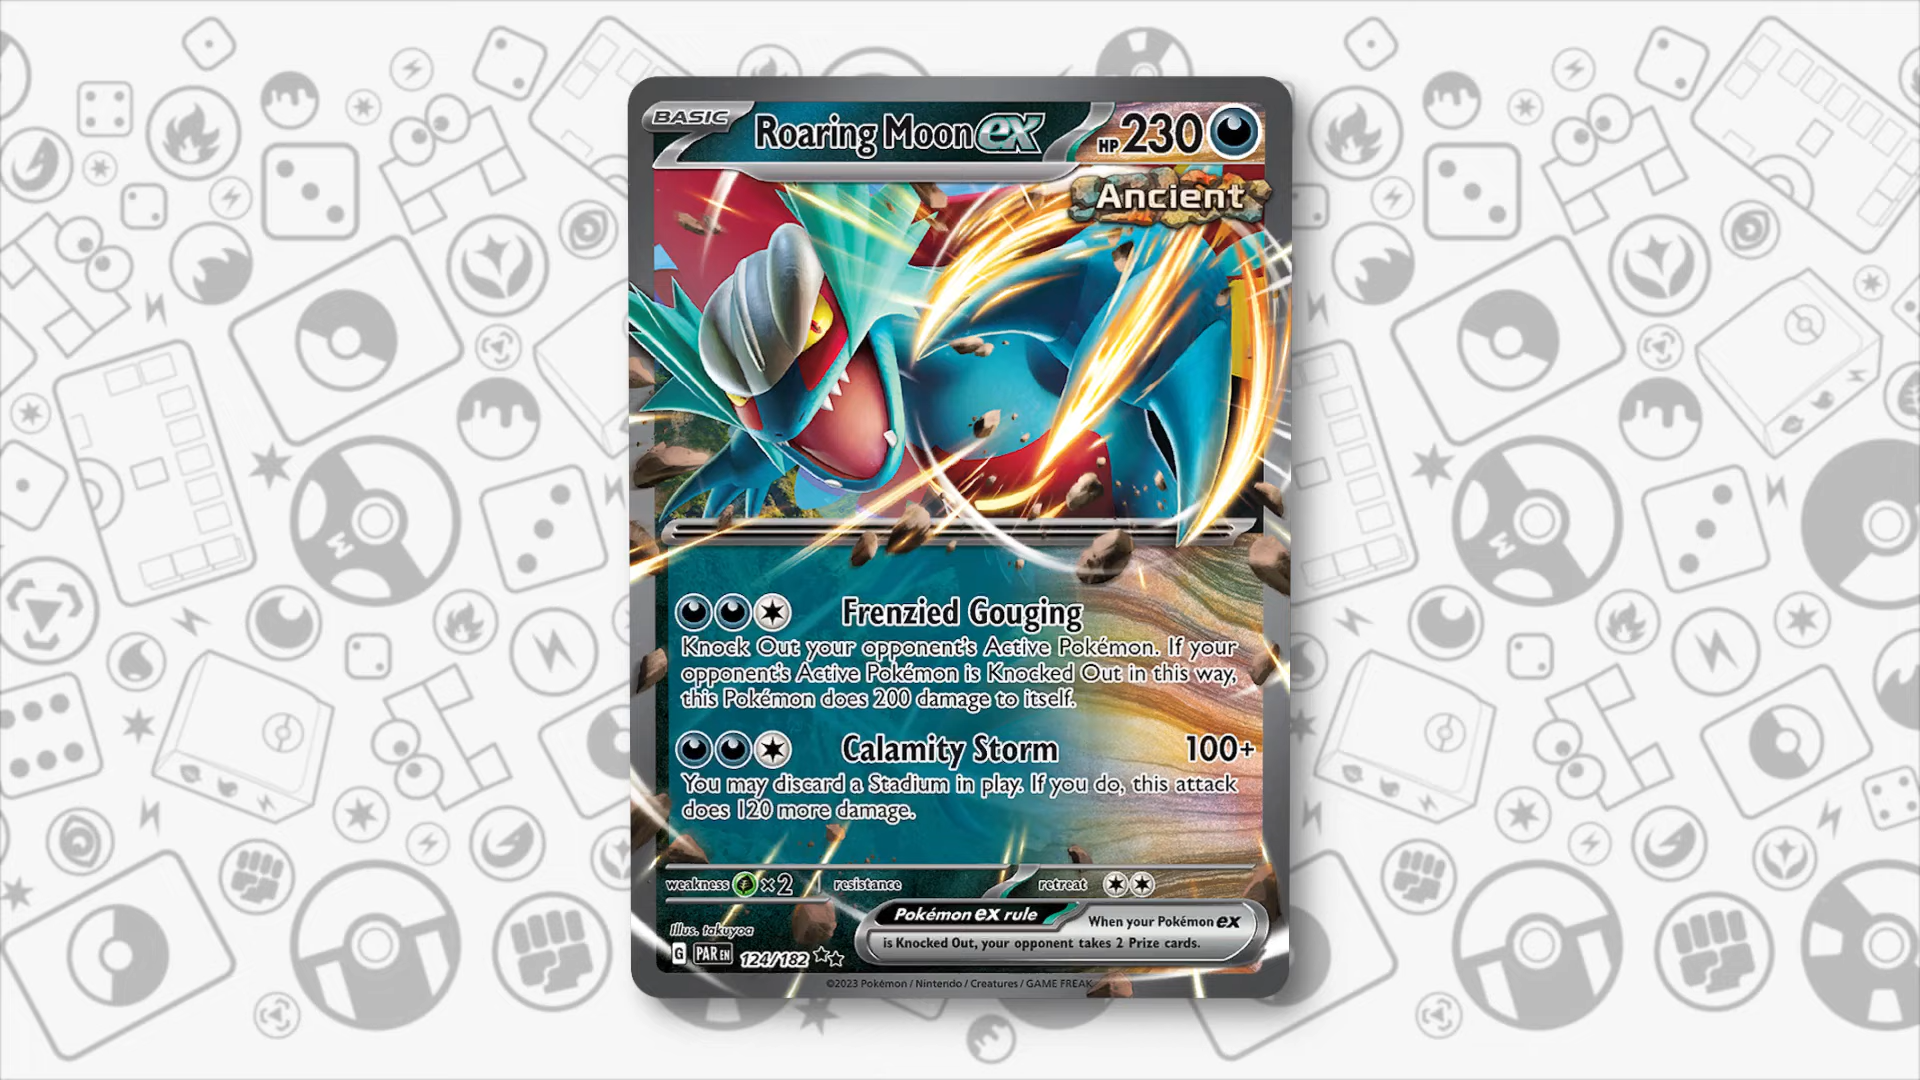 BASIC
Roaring Moon ex
HP 230
Ancient
Frenzied Gouging
Knock Out your opponent's Active Pokémon. If your
opponent's Active Pokémon is Knocked Out in this way,
this Pokémon does 200 damage to itself.
Calamity Storm 100+
You may discard a Stadium in play. If you do, this attack
does 120 more damage.
weakness ×2 resistance retreat
Pokémon ex rule When your Pokémon ex
is Knocked Out, your opponent takes 2 Prize cards.
Illus. takuyoa
G PAR EN 124/182
©2023 Pokémon / Nintendo / Creatures / GAME FREAK